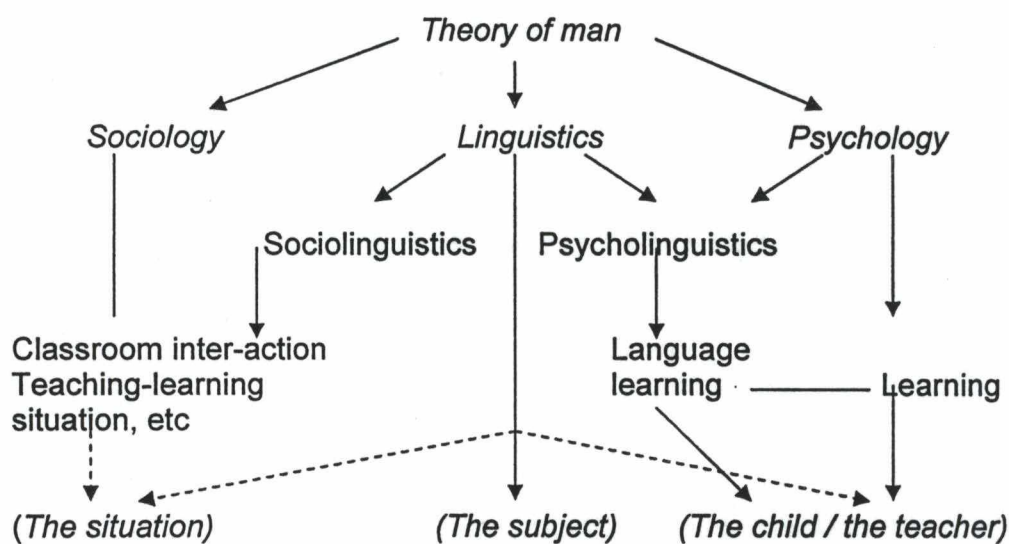 Theory of man
Sociology
Linguistics
Psychology
Sociolinguistics
Psycholinguistics
Classroom inter-action
Teaching-learning
situation, etc
Language
learning
Learning
(The situation)
(The subject)
(The child / the teacher)